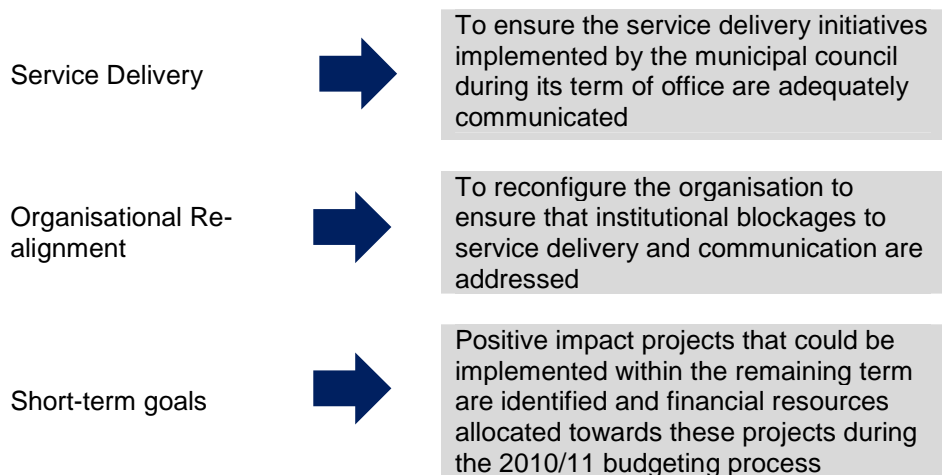 Service Delivery
To ensure the service delivery initiatives
implemented by the municipal council
during its term of office are adequately
communicated
Organisational Re-
alignment
To reconfigure the organisation to
ensure that institutional blockages to
service delivery and communication are
addressed
Short-term goals
Positive impact projects that could be
implemented within the remaining term
are identified and financial resources
allocated towards these projects during
the 2010/11 budgeting process